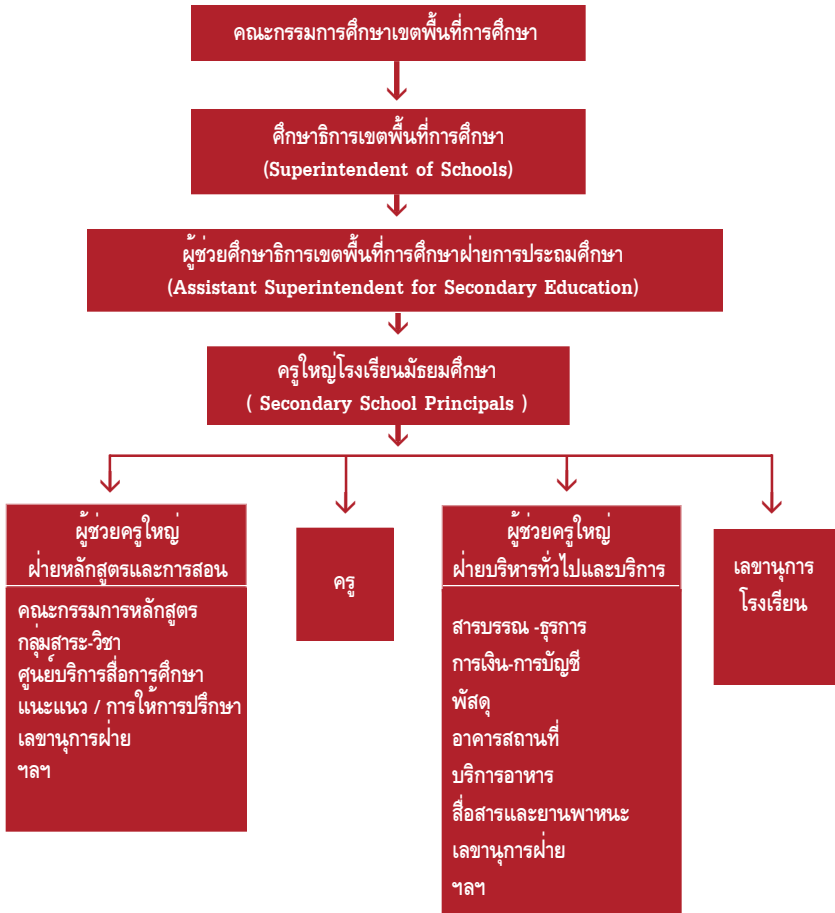 คณะกรรมการศึกษาเขตพื้นที่การศึกษา
ศึกษาธิการเขตพื้นที่การศึกษา
(Superintendent of Schools)
ผู้ช่วยศึกษาธิการเขตพื้นที่การศึกษาฝ่ายการประถมศึกษา
(Assistant Superintendent for Secondary Education)
ครูใหญ่โรงเรียนมัธยมศึกษา
( Secondary School Principals )
ผู้ช่วยครูใหญ่
ฝ่ายหลักสูตรและการสอน
คณะกรรมการหลักสูตร
กลุ่มสาระ-วิชา
ศูนย์บริการสื่อการศึกษา
แนะแนว / การให้การปรึกษา
เลขานุการฝ่าย
ฯลฯ
ครู
ผู้ช่วยครูใหญ่
ฝ่ายบริหารทั่วไปและบริการ
สารบรรณ -ธุรการ
การเงิน-การบัญชี
พัสดุ
อาคารสถานที่
บริการอาหาร
สื่อสารและยานพาหนะ
เลขานุการฝ่าย
ฯลฯ
เลขานุการ
โรงเรียน